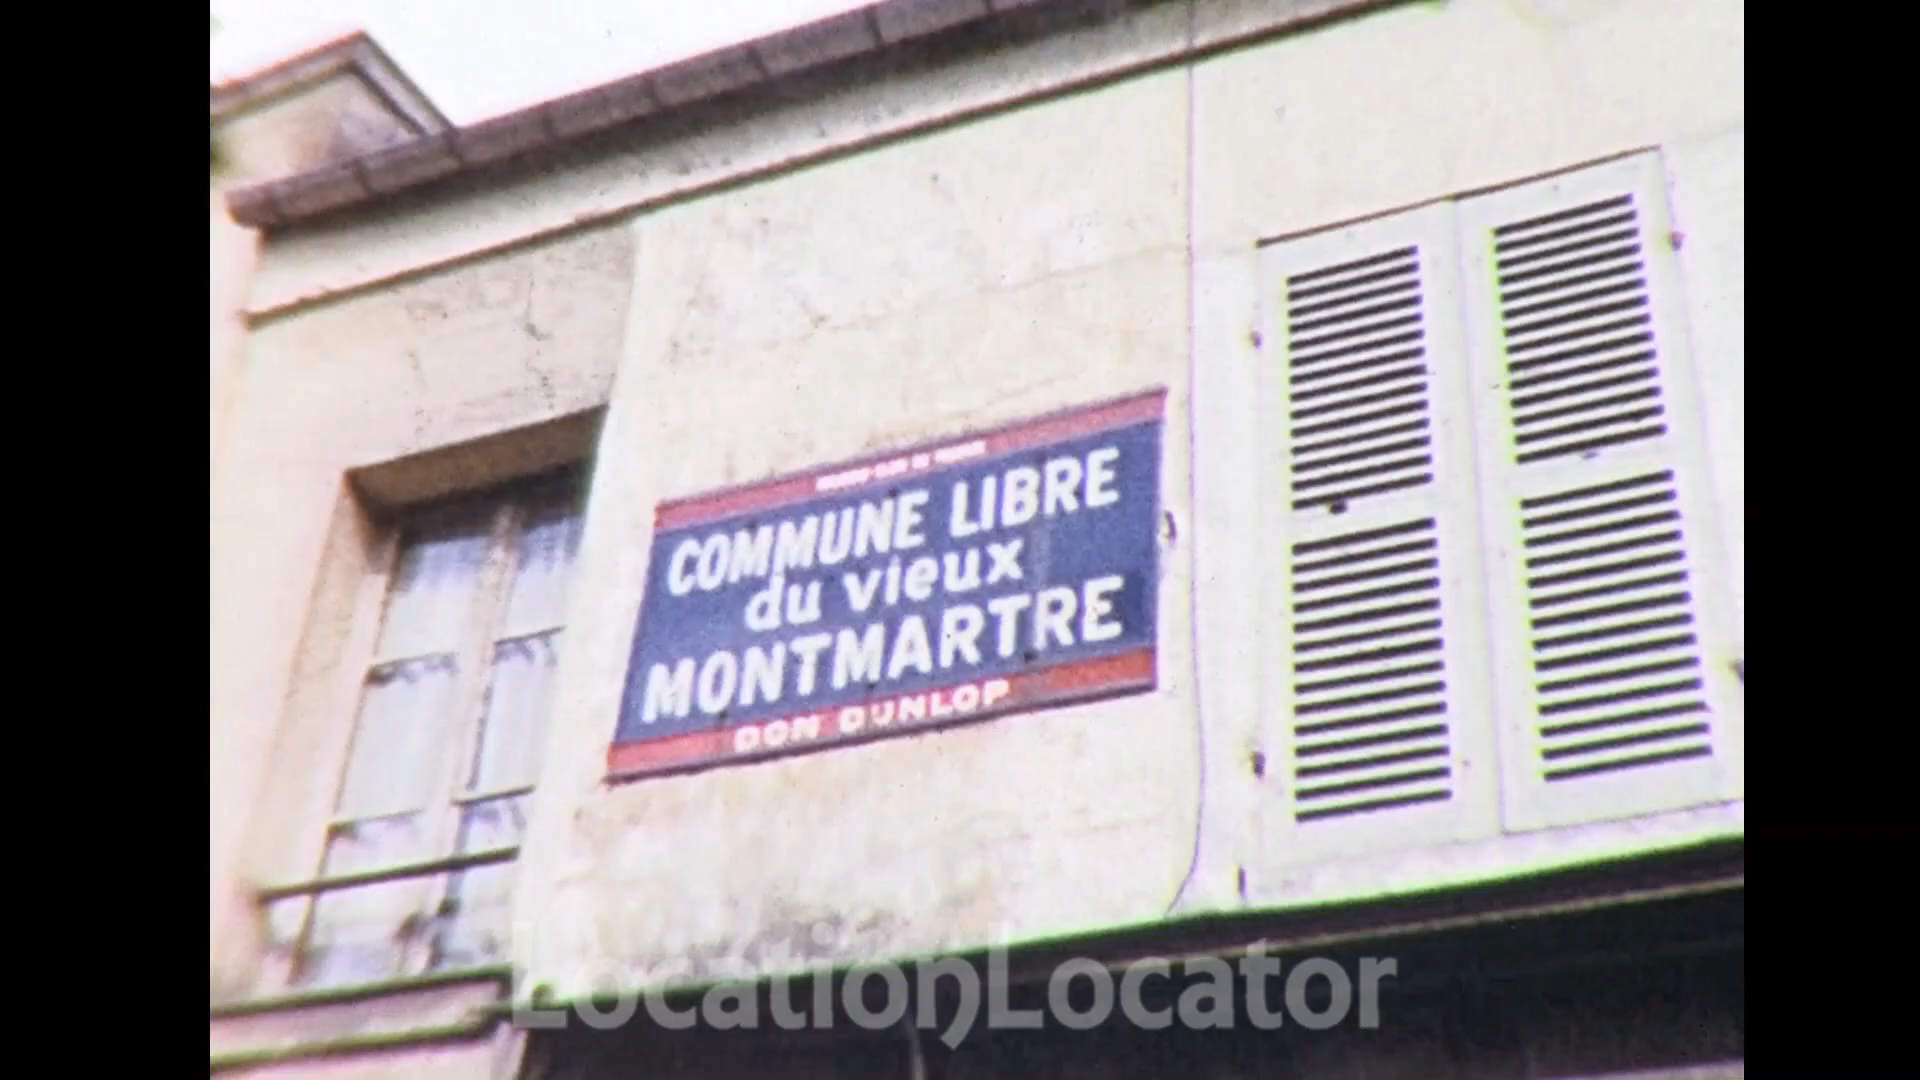 COMMUNE LIBRE
du vieux
MONTMARTRE
DON DUNLOP
LocationLocator